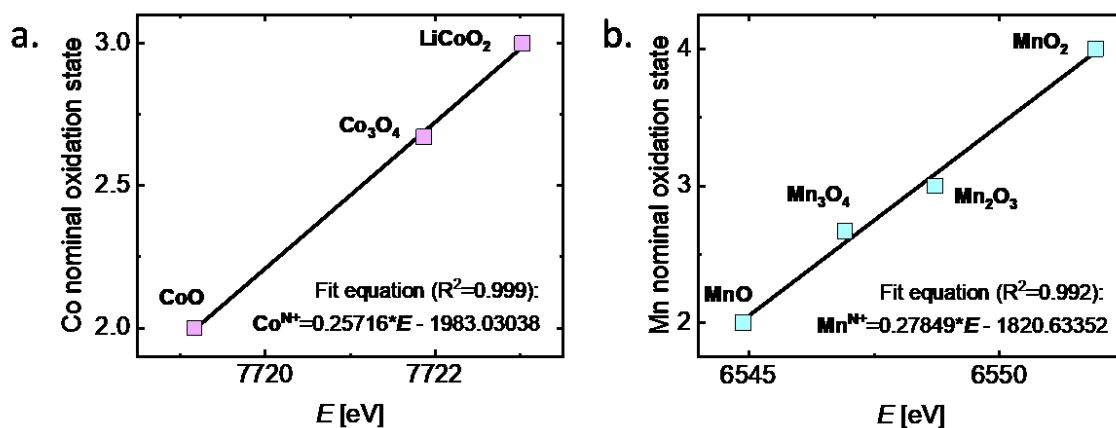 a.
Co nominal oxidation state
3.0
2.5
2.0
LiCoO₂
Co₃O₄
CoO
Fit equation (R²=0.999):
Coᴺ⁺=0.25716*E - 1983.03038
7720
7722
E [eV]
b.
Mn nominal oxidation state
4
3
2
MnO₂
Mn₃O₄
Mn₂O₃
MnO
Fit equation (R²=0.992):
Mnᴺ⁺=0.27849*E - 1820.63352
6545
6550
E [eV]